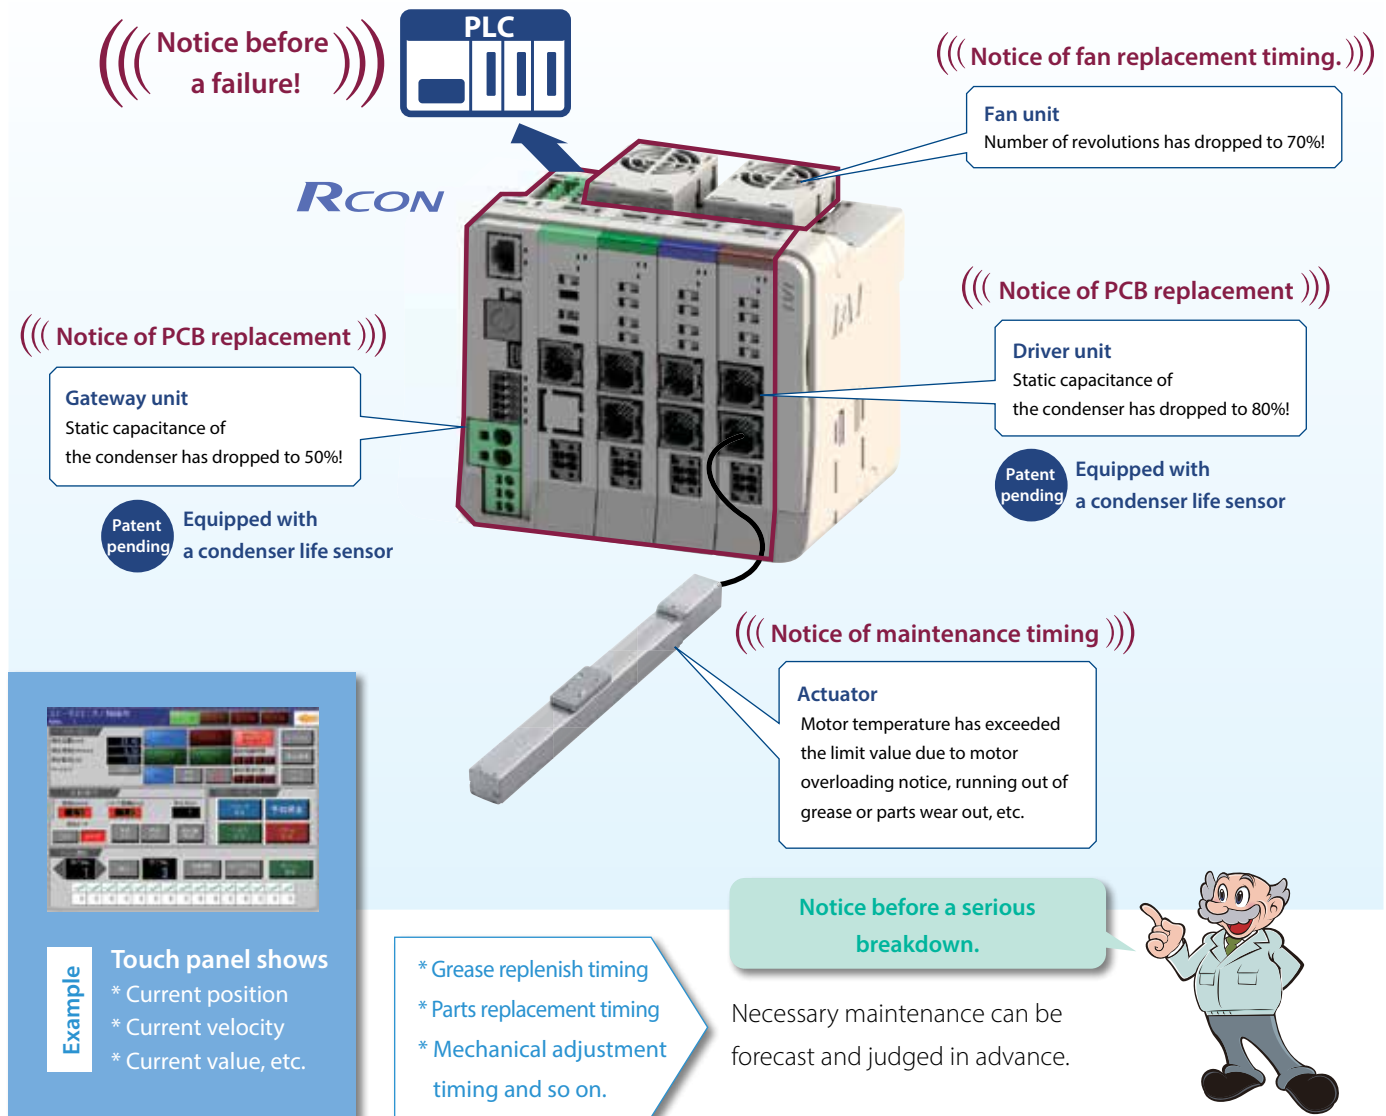 Notice before
a failure!
PLC
Notice of fan replacement timing.
Fan unit
Number of revolutions has dropped to 70%!
RCON
Notice of PCB replacement
Gateway unit
Static capacitance of
the condenser has dropped to 50%!
Patent
pending
Equipped with
a condenser life sensor
Notice of PCB replacement
Driver unit
Static capacitance of
the condenser has dropped to 80%!
Patent
pending
Equipped with
a condenser life sensor
IAI
IAI
Notice of maintenance timing
Actuator
Motor temperature has exceeded
the limit value due to motor
overloading notice, running out of
grease or parts wear out, etc.
Example
Touch panel shows
* Current position
* Current velocity
* Current value, etc.
* Grease replenish timing
* Parts replacement timing
* Mechanical adjustment
timing and so on.
Notice before a serious
breakdown.
Necessary maintenance can be
forecast and judged in advance.